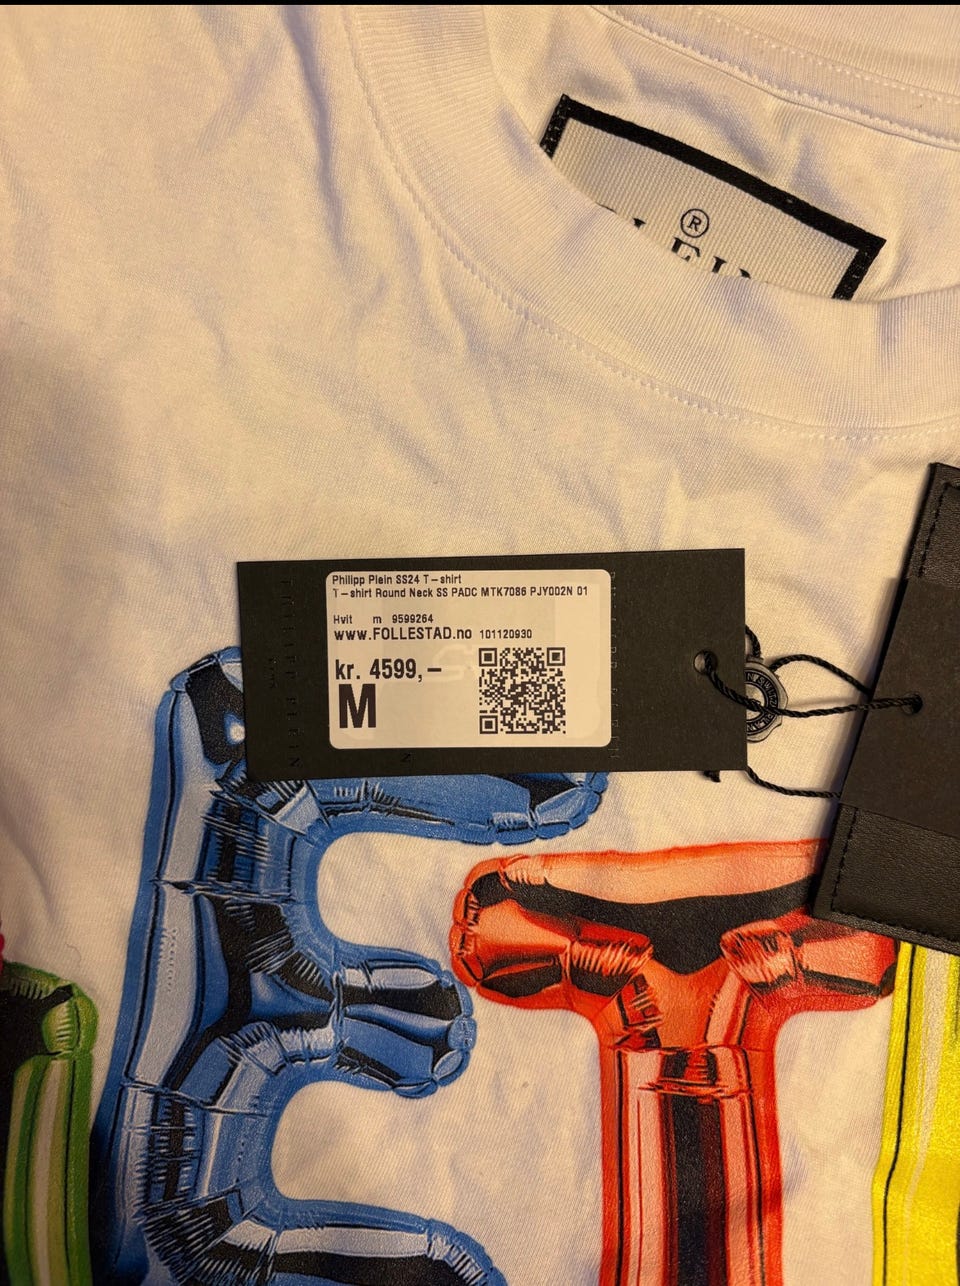 ®
Philipp Plein SS24 T-shirt
T-shirt Round Neck SS PADC MTK7086 PJY002N 01
Hvit m 9599264
www.FOLLESTAD.no 101120930
kr. 4599,-
M
ET